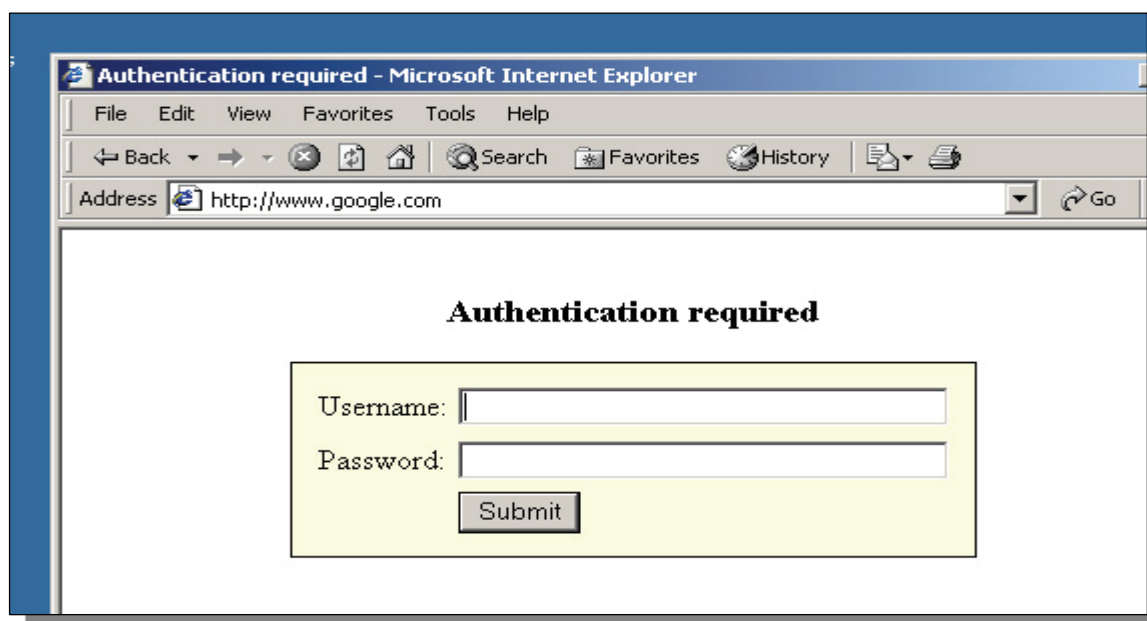 Authentication required - Microsoft Internet Explorer
File Edit View Favorites Tools Help
Back Search Favorites History
Address http://www.google.com Go
Authentication required
Username:
Password:
Submit